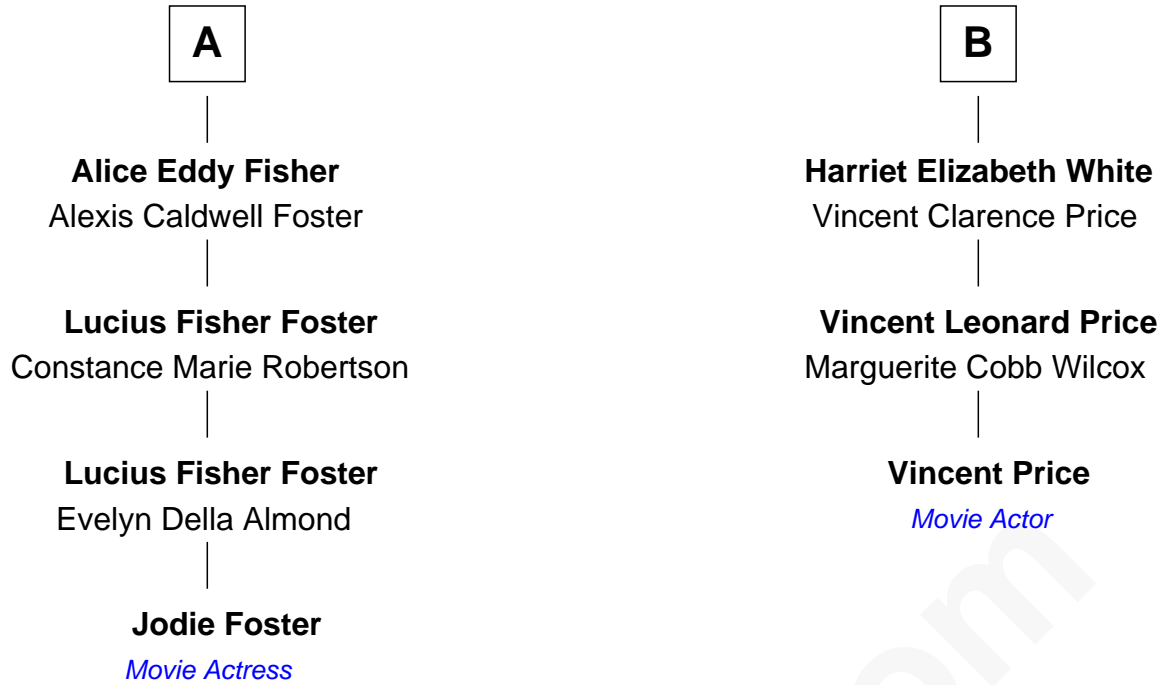 A
Alice Eddy Fisher
Alexis Caldwell Foster
Lucius Fisher Foster
Constance Marie Robertson
Lucius Fisher Foster
Evelyn Della Almond
Jodie Foster
Movie Actress
B
Harriet Elizabeth White
Vincent Clarence Price
Vincent Leonard Price
Marguerite Cobb Wilcox
Vincent Price
Movie Actor
om